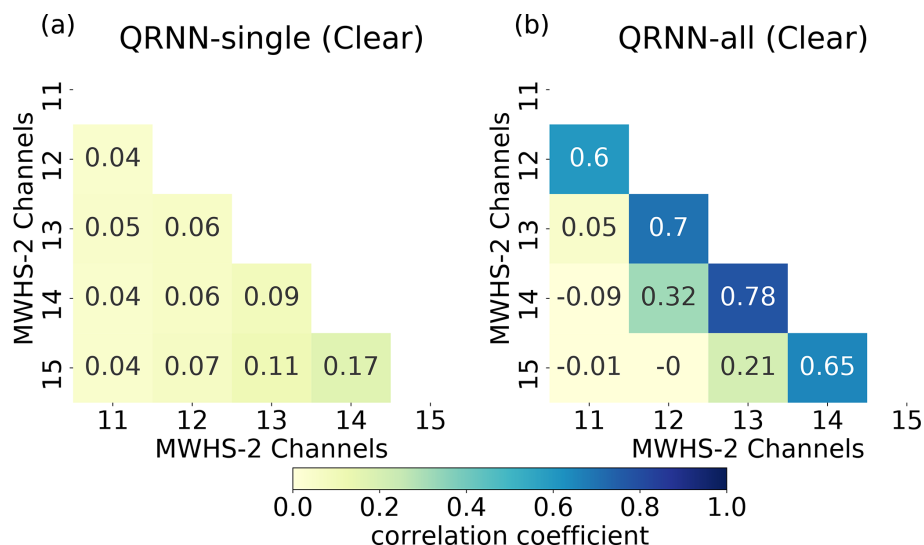 (a) QRNN-single (Clear)
(b) QRNN-all (Clear)
MWHS-2 Channels
11
12 0.04
13 0.05 0.06
14 0.04 0.06 0.09
15 0.04 0.07 0.11 0.17
11 12 13 14 15
MWHS-2 Channels
MWHS-2 Channels
11
12 0.6
13 0.05 0.7
14 -0.09 0.32 0.78
15 -0.01 -0 0.21 0.65
11 12 13 14 15
MWHS-2 Channels
0.0 0.2 0.4 0.6 0.8 1.0
correlation coefficient